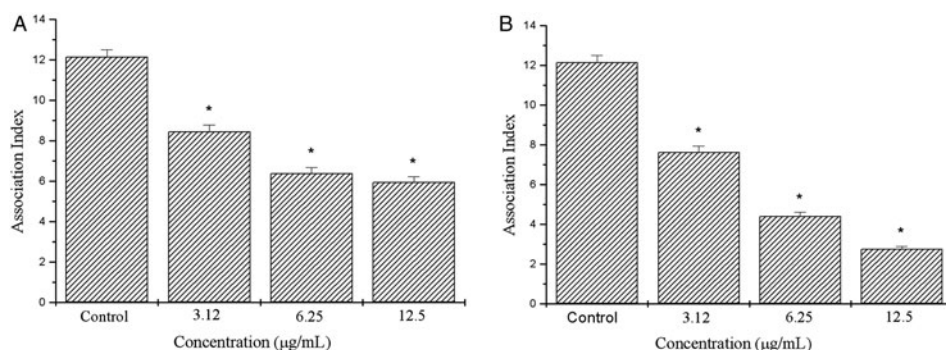 A
14
12
10
8
6
4
2
0
Association Index
*
*
*
Control 3.12 6.25 12.5
Concentration (μg/mL)
B
14
12
10
8
6
4
2
0
Association Index
*
*
*
Control 3.12 6.25 12.5
Concentration (μg/mL)